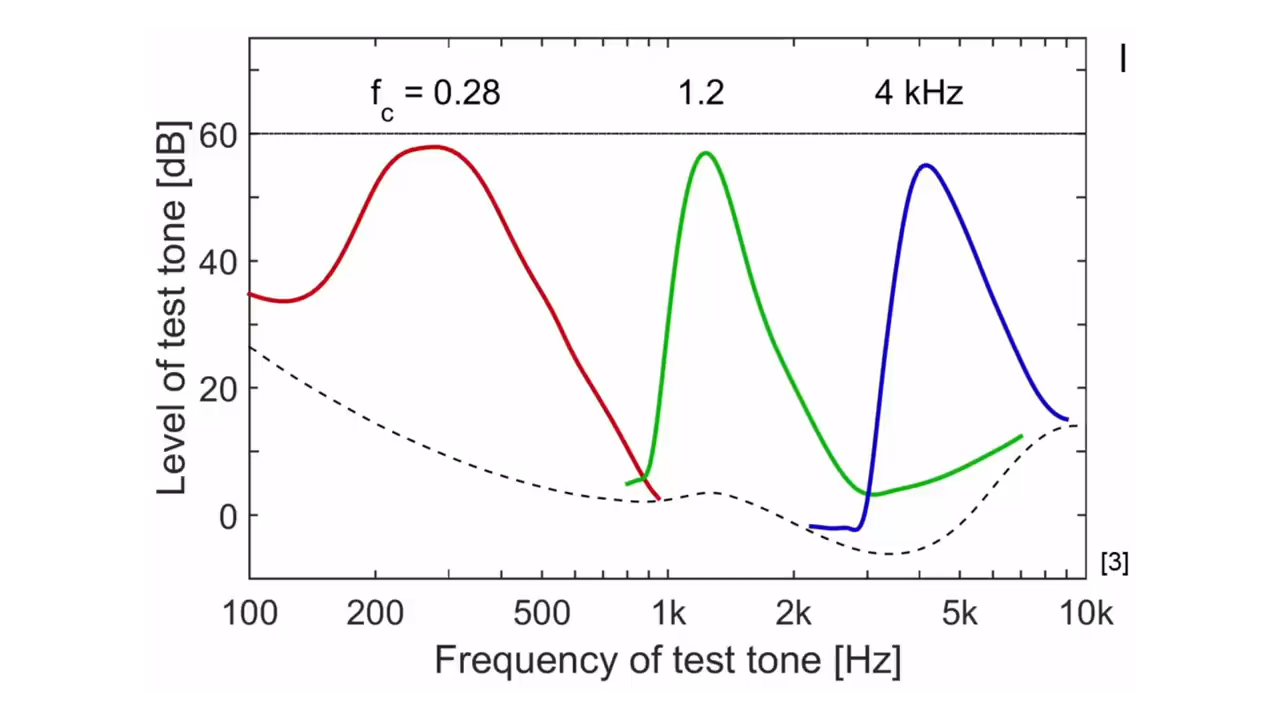 f_c = 0.28 1.2 4 kHz
Level of test tone [dB]
60
40
20
0
[3]
100 200 500 1k 2k 5k 10k
Frequency of test tone [Hz]